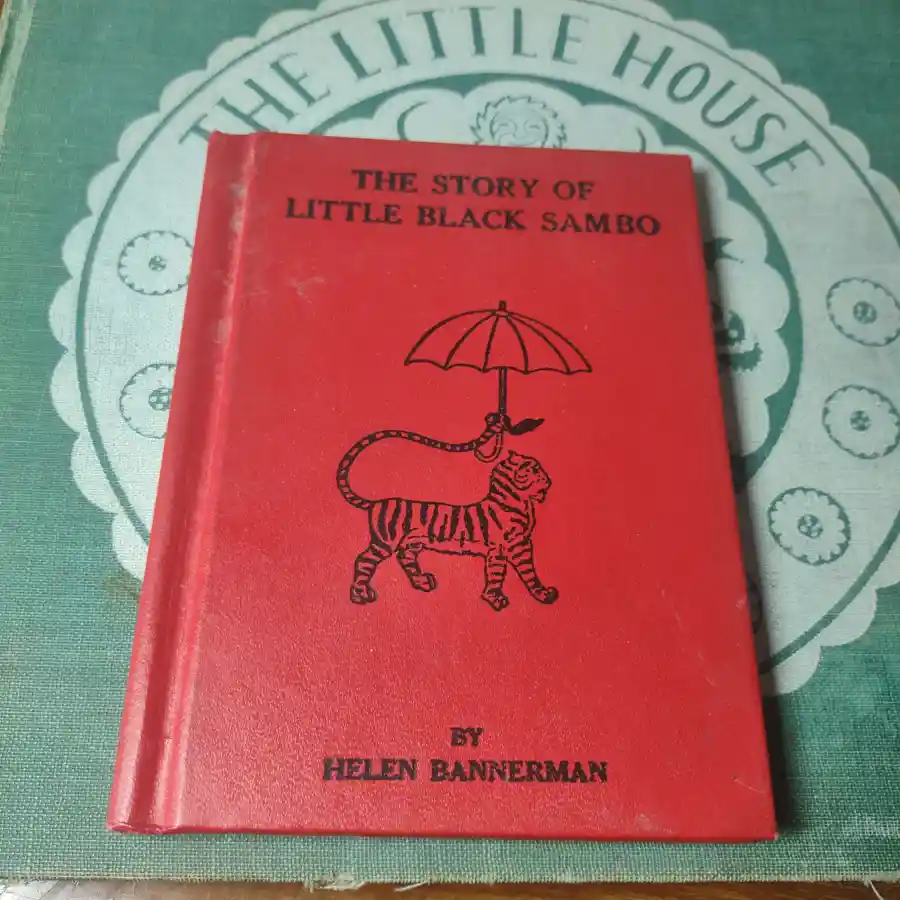 THE LITTLE HOUSE
THE STORY OF
LITTLE BLACK SAMBO
BY
HELEN BANNERMAN